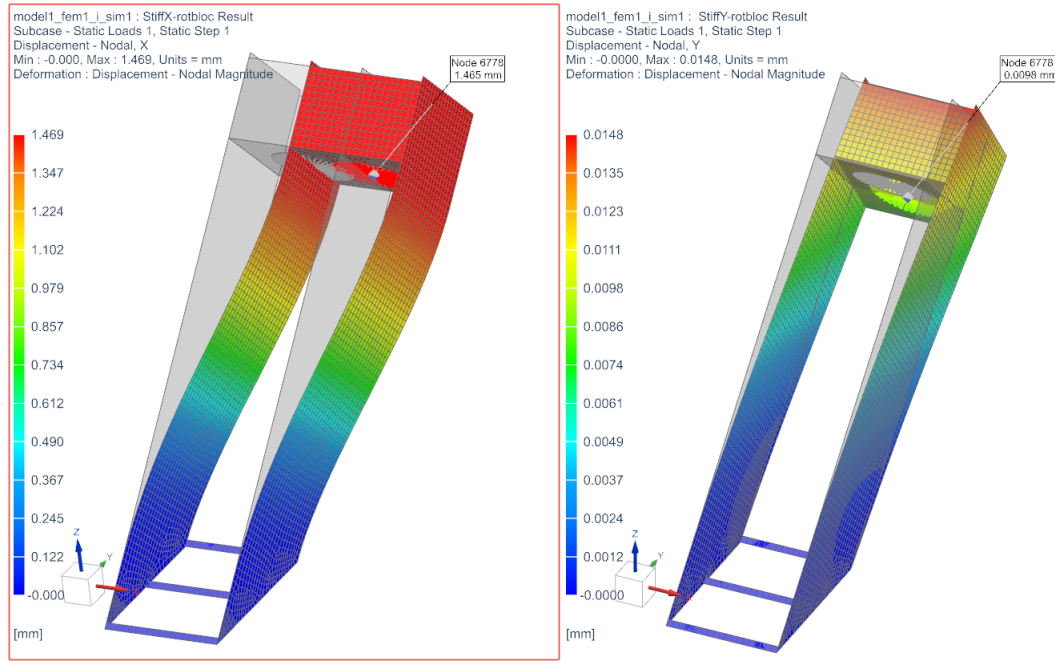 model1_fem1_i_sim1 : StiffX-rotbloc Result
Subcase - Static Loads 1, Static Step 1
Displacement - Nodal, X
Min : -0.000, Max : 1.469, Units = mm
Deformation : Displacement - Nodal Magnitude
Node 6778
1.465 mm
1.469
1.347
1.224
1.102
0.979
0.857
0.734
0.612
0.490
0.367
0.245
0.122
-0.000
[mm]
Z
Y
model1_fem1_i_sim1 : StiffY-rotbloc Result
Subcase - Static Loads 1, Static Step 1
Displacement - Nodal, Y
Min : -0.0000, Max : 0.0148, Units = mm
Deformation : Displacement - Nodal Magnitude
Node 6778
0.0098 mm
0.0148
0.0135
0.0123
0.0111
0.0098
0.0086
0.0074
0.0061
0.0049
0.0037
0.0024
0.0012
-0.0000
[mm]
Z
Y